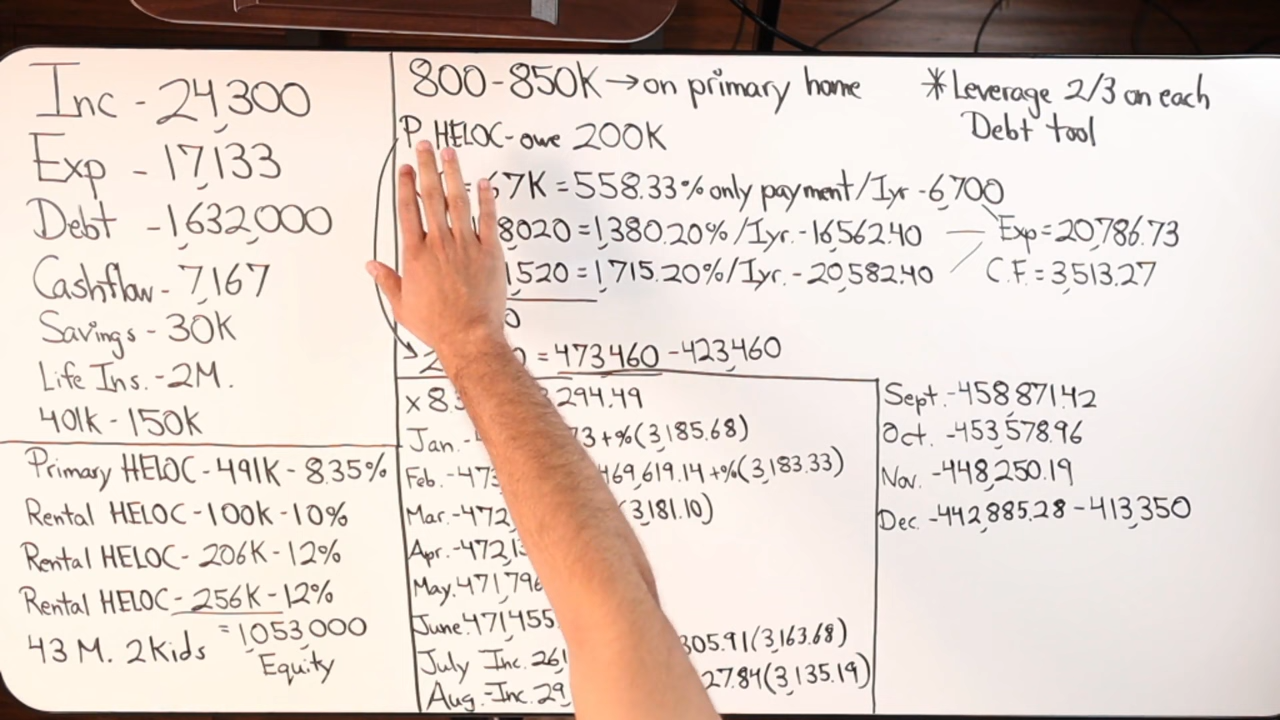 Inc - 24,300
Exp - 17,133
Debt - 1,632,000
Cashflow - 7,167
Savings - 30K
Life Ins. - 2M.
401K - 150K
Primary HELOC - 491K - 8.35%
Rental HELOC - 100K - 10%
Rental HELOC - 206K - 12%
Rental HELOC - 256K - 12%
= 1,053,000
43 M. 2 Kids
Equity
800-850K → on primary home
P HELOC - owe 200K
= 67K = 558.33 % only payment/1yr - 6,700
8020 = 1,380.20 %/1yr. - 16,562.40
1,520 = 1,715.20 %/1yr. - 20,582.40
= 473,460 - 423,460
* Leverage 2/3 on each
Debt tool
Exp = 20,786.73
C.F. = 3,513.27
x 8.3 294.49
Jan. - 73 + % (3,185.68)
Feb. - 473 469,619.14 + % (3,183.33)
Mar. - 472, (3,181.10)
Apr. - 472,1
May. 471,796
June. 471,455.
July Inc. 26, 305.91 (3,163.68)
Aug. - Inc. 29, 27.84 (3,135.19)
Sept. - 458,871.42
Oct. - 453,578.96
Nov. - 448,250.19
Dec. - 442,885.28 - 413,350